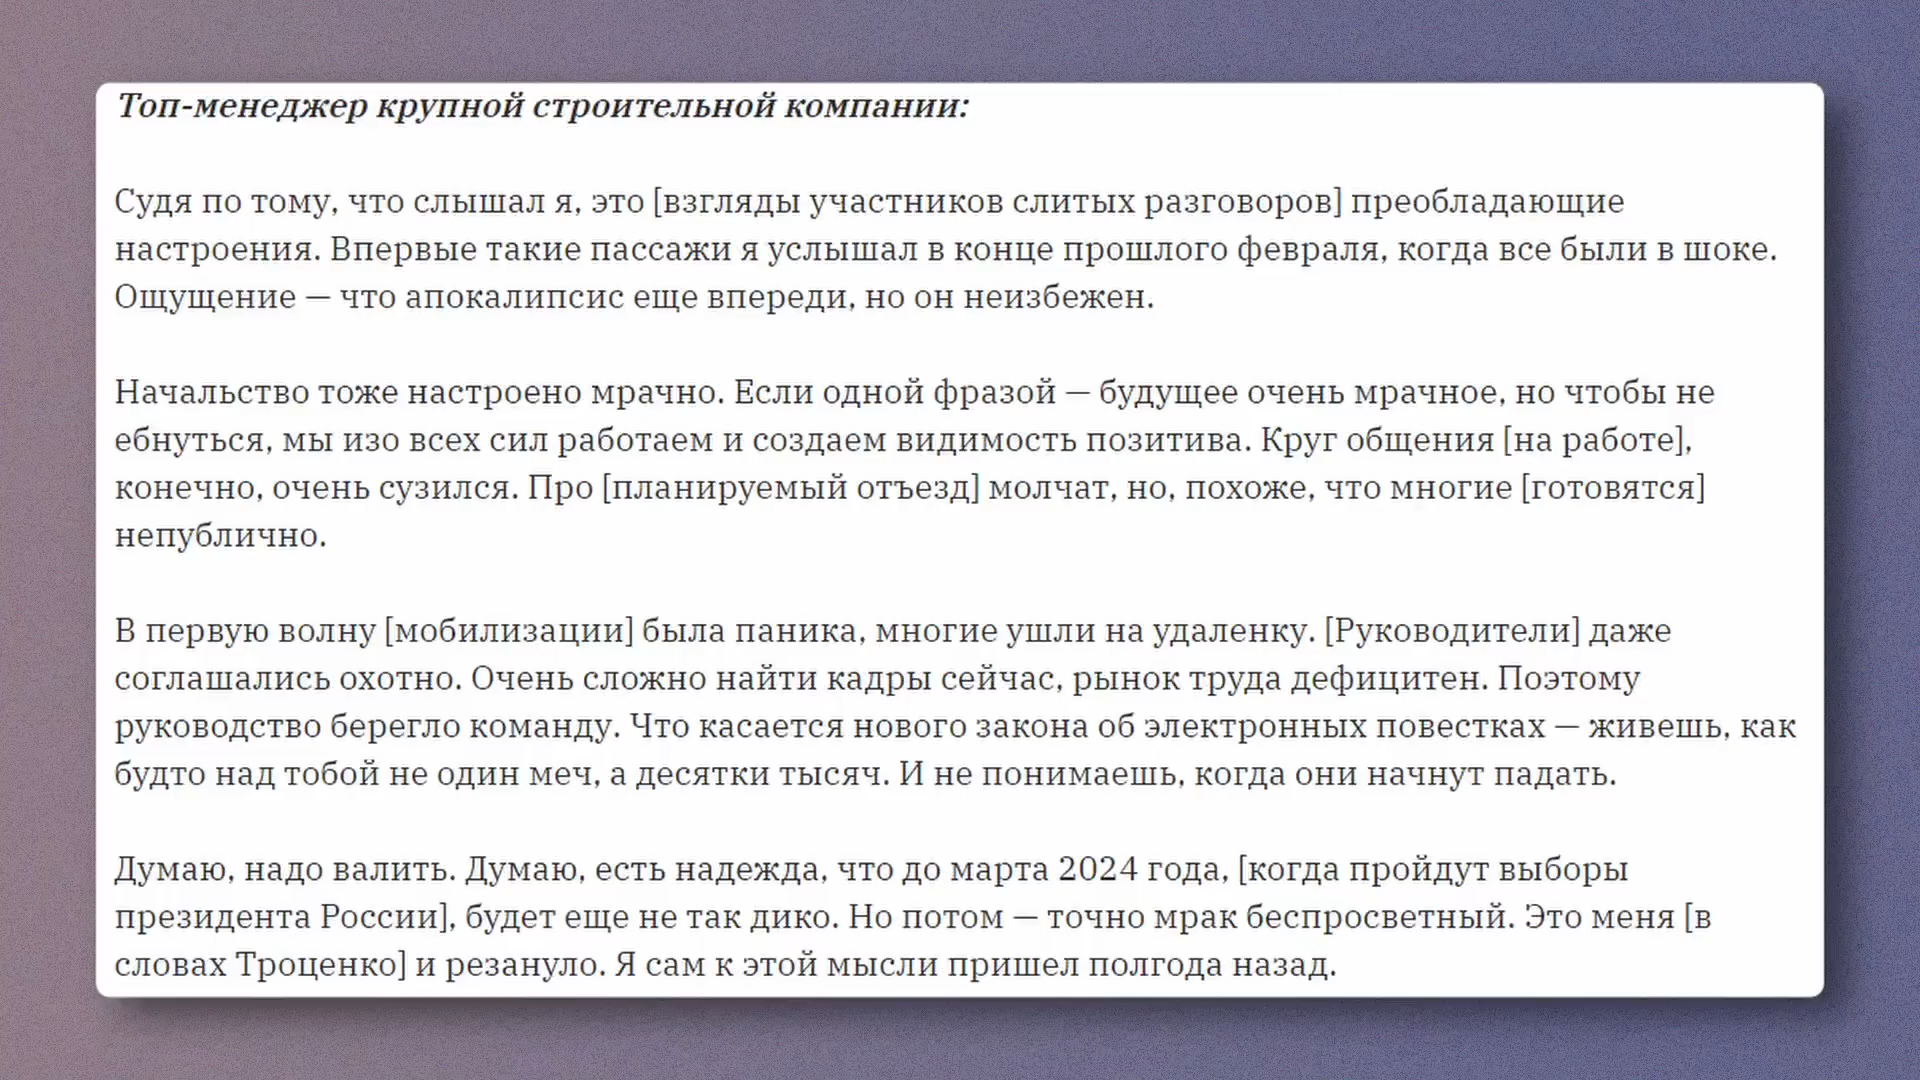 Топ-менеджер крупной строительной компании:
Судя по тому, что слышал я, это [взгляды участников слитых разговоров] преобладающие
настроения. Впервые такие пассажи я услышал в конце прошлого февраля, когда все были в шоке.
Ощущение — что апокалипсис еще впереди, но он неизбежен.
Начальство тоже настроено мрачно. Если одной фразой — будущее очень мрачное, но чтобы не
ебнуться, мы изо всех сил работаем и создаем видимость позитива. Круг общения [на работе],
конечно, очень сузился. Про [планируемый отъезд] молчат, но, похоже, что многие [готовятся]
непублично.
В первую волну [мобилизации] была паника, многие ушли на удаленку. [Руководители] даже
соглашались охотно. Очень сложно найти кадры сейчас, рынок труда дефицитен. Поэтому
руководство берегло команду. Что касается нового закона об электронных повестках — живешь, как
будто над тобой не один меч, а десятки тысяч. И не понимаешь, когда они начнут падать.
Думаю, надо валить. Думаю, есть надежда, что до марта 2024 года, [когда пройдут выборы
президента России], будет еще не так дико. Но потом — точно мрак беспросветный. Это меня [в
словах Троценко] и резануло. Я сам к этой мысли пришел полгода назад.